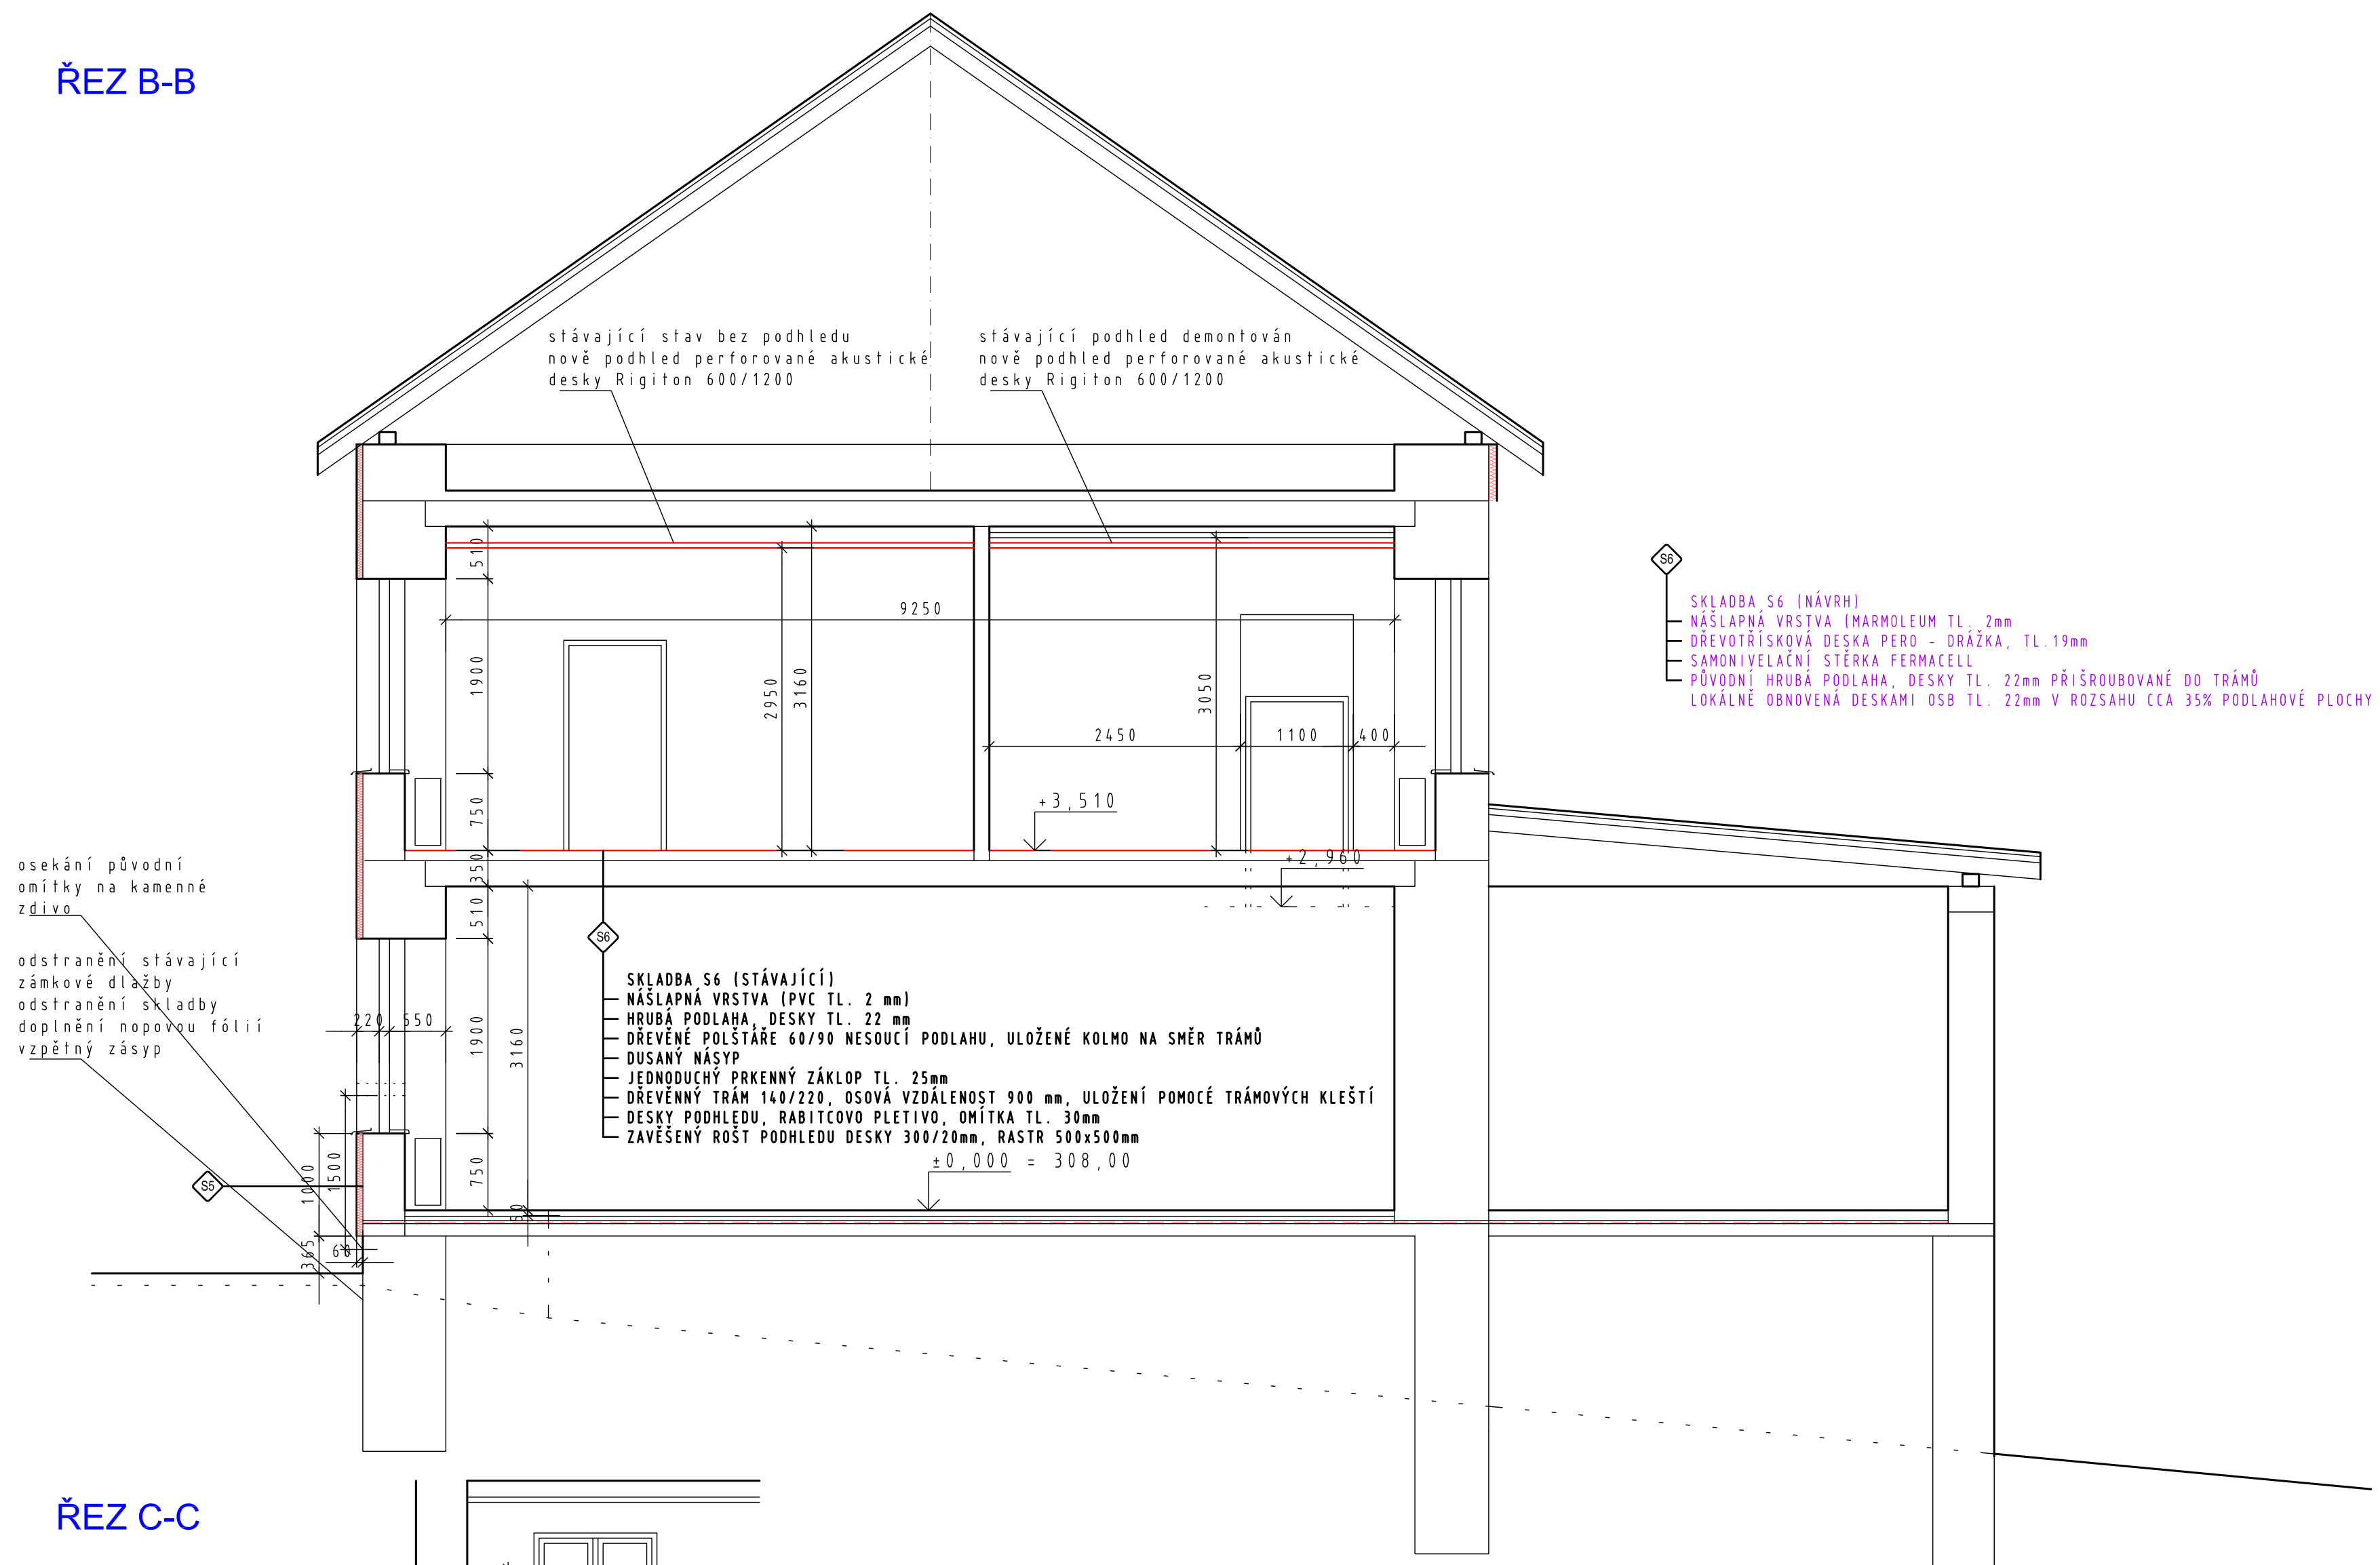 ŘEZ B-B
stávající stav bez podhledu
nově podhled perforované akustické
desky Rigiton 600/1200
stávající podhled demontován
nově podhled perforované akustické
desky Rigiton 600/1200
510
9250
1900
2950
3160
3050
2450
1100
400
750
+3,510
350
+2,960
S6
SKLADBA S6 (NÁVRH)
NÁŠLAPNÁ VRSTVA (MARMOLEUM TL. 2mm
DŘEVOTŘÍSKOVÁ DESKA PERO - DRÁŽKA, TL.19mm
SAMONIVELAČNÍ STĚRKA FERMACELL
PŮVODNÍ HRUBÁ PODLAHA, DESKY TL. 22mm PŘIŠROUBOVANÉ DO TRÁMŮ
LOKÁLNĚ OBNOVENÁ DESKAMI OSB TL. 22mm V ROZSAHU CCA 35% PODLAHOVÉ PLOCHY
osekání původní
omítky na kamenné
zdivo
odstranění stávající
zámkové dlažby
odstranění skladby
doplnění nopovou fólií
vzpětný zásyp
510
S6
SKLADBA S6 (STÁVAJÍCÍ)
NÁŠLAPNÁ VRSTVA (PVC TL. 2 mm)
HRUBÁ PODLAHA, DESKY TL. 22 mm
DŘEVĚNÉ POLŠTÁŘE 60/90 NESOUCÍ PODLAHU, ULOŽENÉ KOLMO NA SMĚR TRÁMŮ
DUSANÝ NÁSYP
JEDNODUCHÝ PRKENNÝ ZÁKLOP TL. 25mm
DŘEVĚNNÝ TRÁM 140/220, OSOVÁ VZDÁLENOST 900 mm, ULOŽENÍ POMOCÉ TRÁMOVÝCH KLEŠTÍ
DESKY PODHLEDU, RABITCOVO PLETIVO, OMÍTKA TL. 30mm
ZAVĚŠENÝ ROŠT PODHLEDU DESKY 300/20mm, RASTR 500x500mm
220
550
1900
3160
±0,000 = 308,00
1000
1500
750
S5
50
365
60
ŘEZ C-C